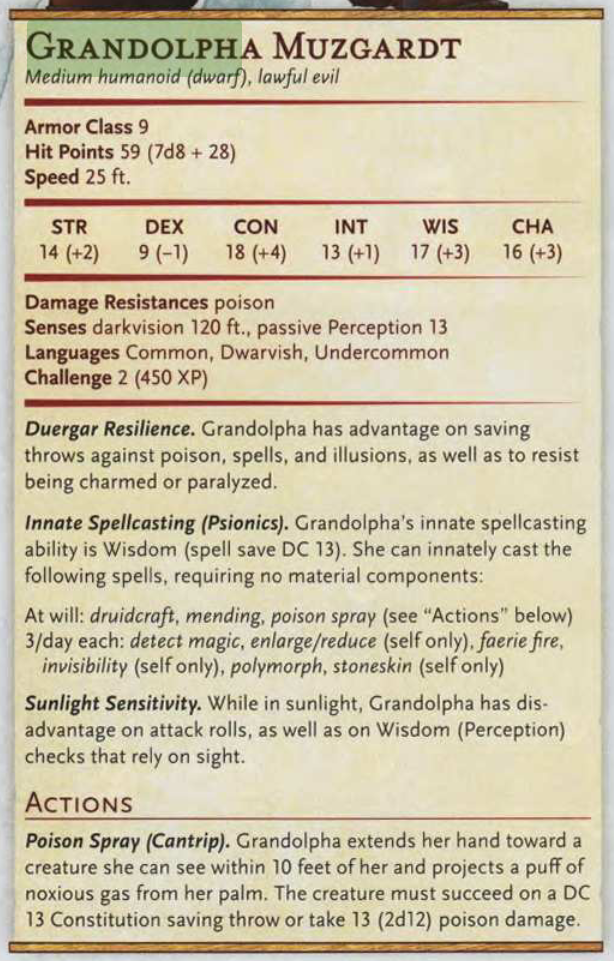 GRANDOLPHA MUZGARDT
Medium humanoid (dwarf), lawful evil
Armor Class 9
Hit Points 59 (7d8 + 28)
Speed 25 ft.
STR DEX CON INT WIS CHA
14 (+2) 9 (−1) 18 (+4) 13 (+1) 17 (+3) 16 (+3)
Damage Resistances poison
Senses darkvision 120 ft., passive Perception 13
Languages Common, Dwarvish, Undercommon
Challenge 2 (450 XP)
Duergar Resilience. Grandolpha has advantage on saving
throws against poison, spells, and illusions, as well as to resist
being charmed or paralyzed.
Innate Spellcasting (Psionics). Grandolpha's innate spellcasting
ability is Wisdom (spell save DC 13). She can innately cast the
following spells, requiring no material components:
At will: druidcraft, mending, poison spray (see “Actions” below)
3/day each: detect magic, enlarge/reduce (self only), faerie fire,
invisibility (self only), polymorph, stoneskin (self only)
Sunlight Sensitivity. While in sunlight, Grandolpha has dis-
advantage on attack rolls, as well as on Wisdom (Perception)
checks that rely on sight.
ACTIONS
Poison Spray (Cantrip). Grandolpha extends her hand toward a
creature she can see within 10 feet of her and projects a puff of
noxious gas from her palm. The creature must succeed on a DC
13 Constitution saving throw or take 13 (2d12) poison damage.